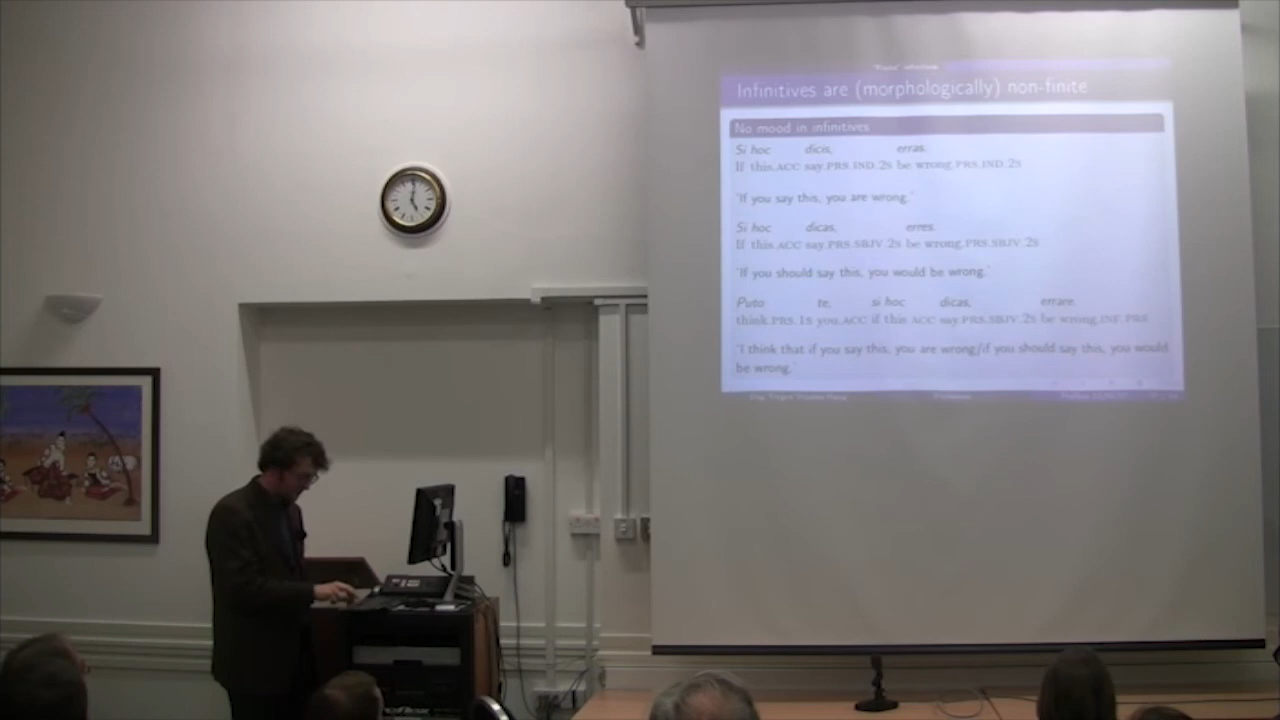 Infinitives are (morphologically) non-finite
No mood in infinitives
Si hoc dicis, erras.
If this.ACC say.PRS.IND.2S be wrong.PRS.IND.2S
'If you say this, you are wrong.'
Si hoc dicas, erres.
If this.ACC say.PRS.SBJV.2S be wrong.PRS.SBJV.2S
'If you should say this, you would be wrong.'
Puto te, si hoc dicas, errare.
think.PRS.1S you.ACC if this.ACC say.PRS.SBJV.2S be wrong.INF.PRS
'I think that if you say this, you are wrong/if you should say this, you would
be wrong.'